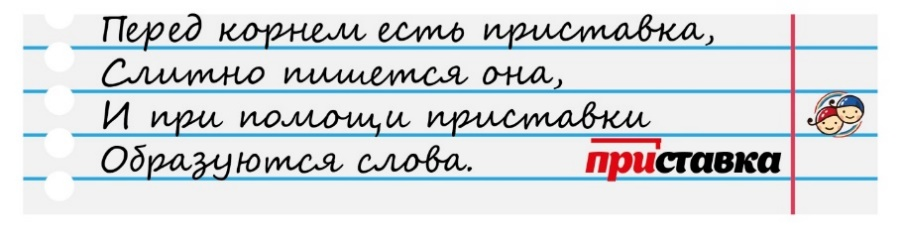 Перед корнем есть приставка,
Слитно пишется она,
И при помощи приставки
Образуются слова.
приставка